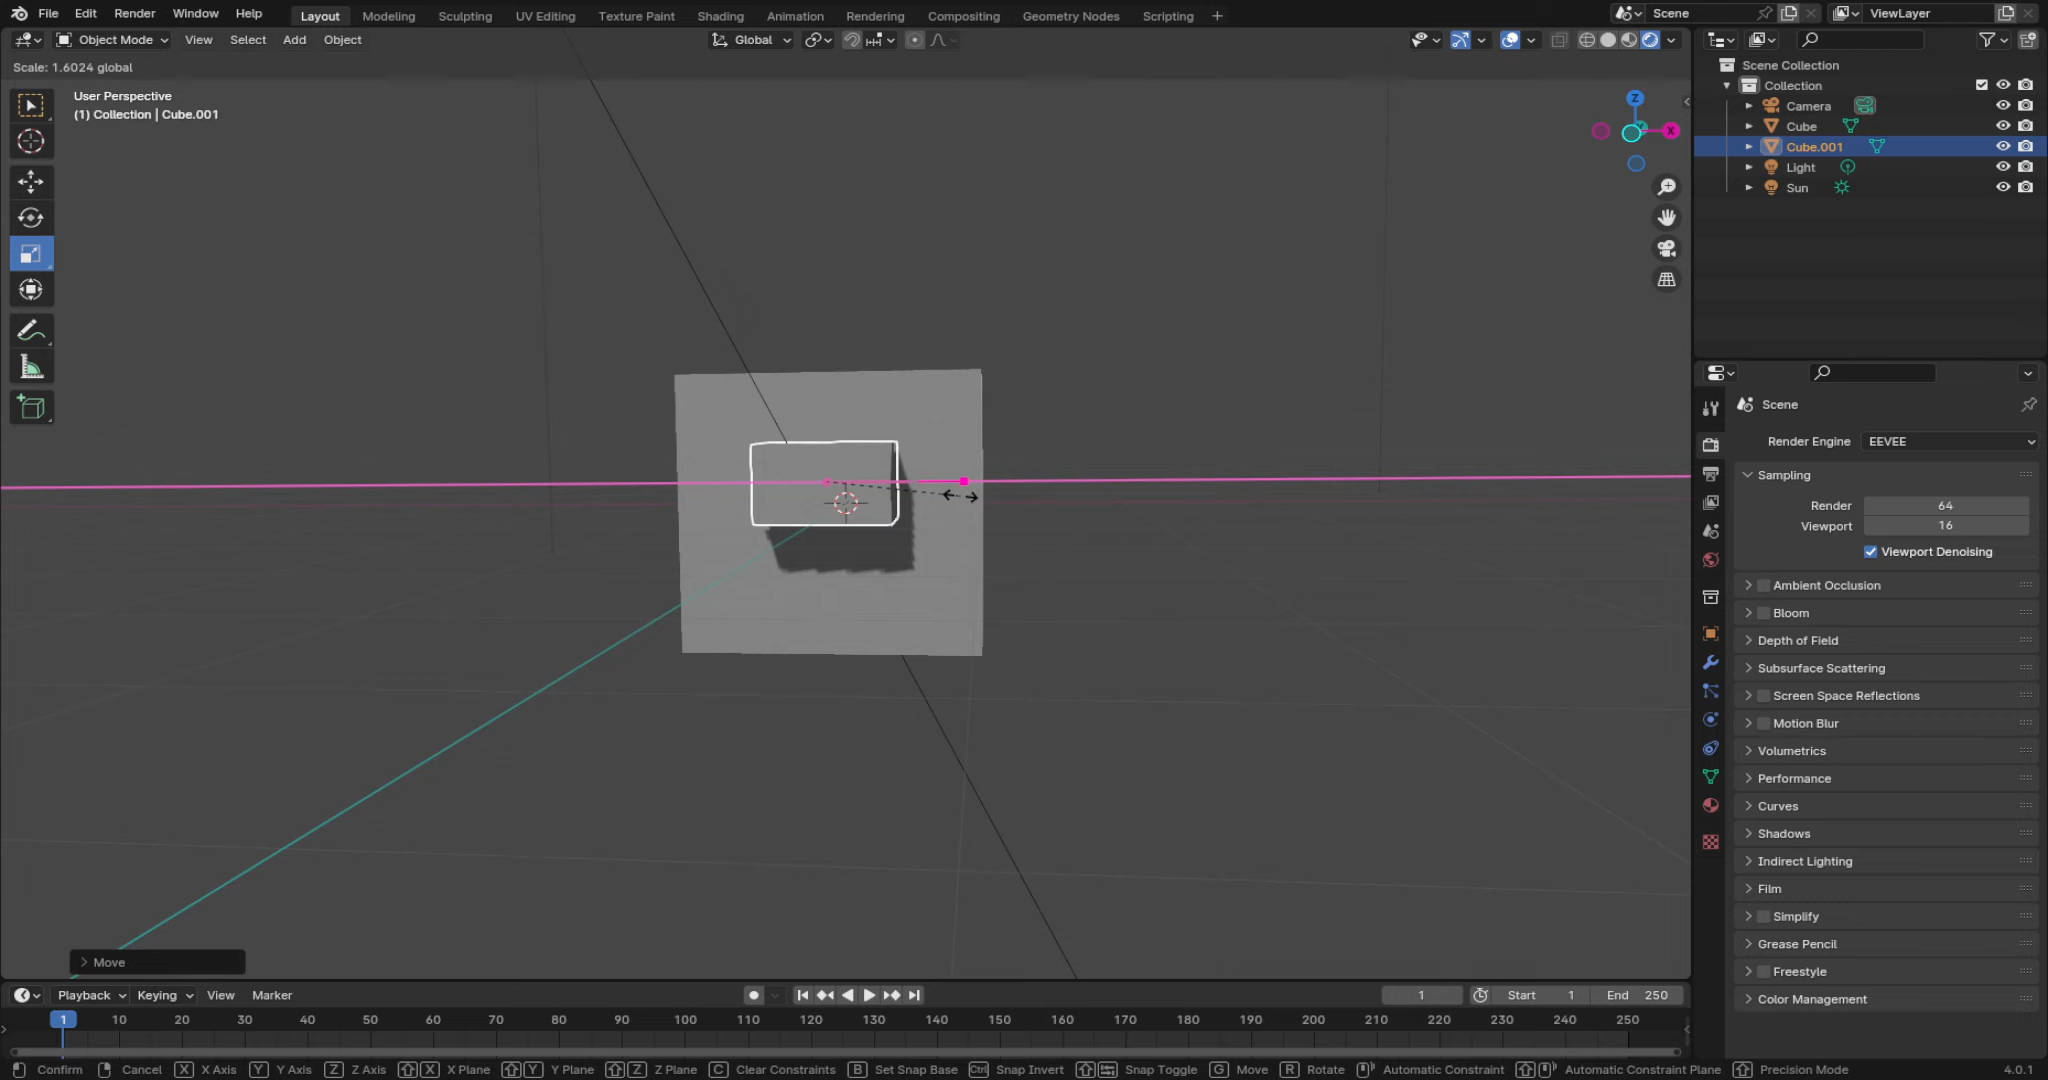 File Edit Render Window Help
Layout Modeling Sculpting UV Editing Texture Paint Shading Animation Rendering Compositing Geometry Nodes Scripting +
Scene
ViewLayer
Object Mode View Select Add Object
Global
Scale: 1.6024 global
User Perspective
(1) Collection | Cube.001
Z
Y
X
Scene Collection
Collection
Camera
Cube
Cube.001
Light
Sun
Scene
Render Engine EEVEE
Sampling
Render 64
Viewport 16
Viewport Denoising
Ambient Occlusion
Bloom
Depth of Field
Subsurface Scattering
Screen Space Reflections
Motion Blur
Volumetrics
Performance
Curves
Shadows
Indirect Lighting
Film
Simplify
Grease Pencil
Freestyle
Color Management
Move
Playback Keying View Marker
1 Start 1 End 250
1 10 20 30 40 50 60 70 80 90 100 110 120 130 140 150 160 170 180 190 200 210 220 230 240 250
Confirm Cancel X X Axis Y Y Axis Z Z Axis X X Plane Y Y Plane Z Z Plane C Clear Constraints B Set Snap Base Ctrl Snap Invert Snap Toggle G Move R Rotate Automatic Constraint Automatic Constraint Plane Precision Mode 4.0.1